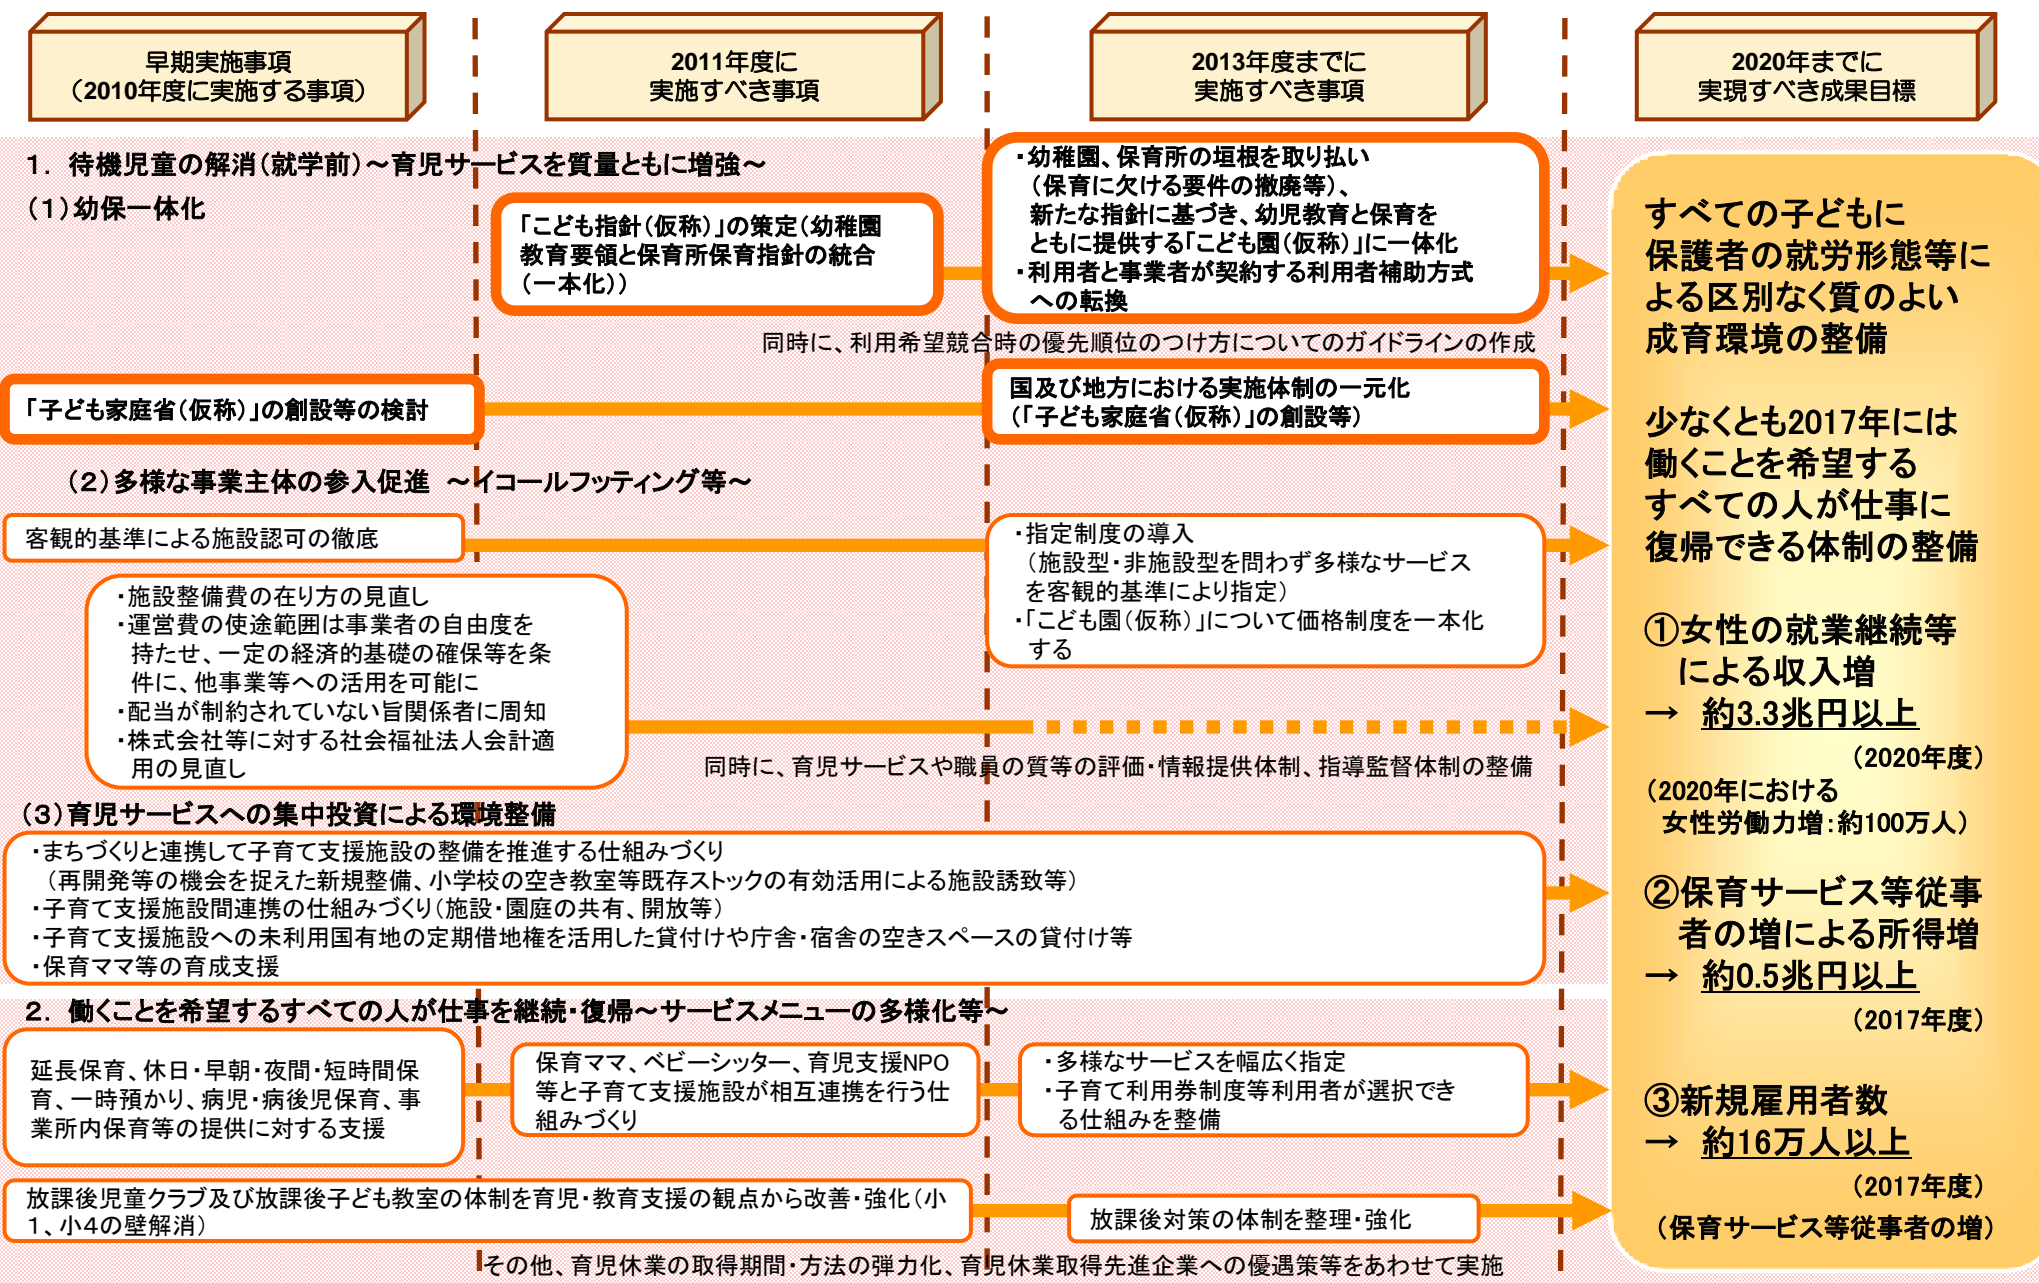 早期実施事項
（2010年度に実施する事項）
2011年度に
実施すべき事項
2013年度までに
実施すべき事項
2020年までに
実現すべき成果目標
１．待機児童の解消（就学前）～育児サービスを質量ともに増強～
（１）幼保一体化
「こども指針（仮称）」の策定（幼稚園
教育要領と保育所保育指針の統合
（一本化））
・幼稚園、保育所の垣根を取り払い
（保育に欠ける要件の撤廃等）、
新たな指針に基づき、幼児教育と保育を
ともに提供する「こども園（仮称）」に一体化
・利用者と事業者が契約する利用者補助方式
への転換
同時に、利用希望競合時の優先順位のつけ方についてのガイドラインの作成
「子ども家庭省（仮称）」の創設等の検討
国及び地方における実施体制の一元化
（「子ども家庭省（仮称）」の創設等）
（２）多様な事業主体の参入促進　～イコールフッティング等～
客観的基準による施設認可の徹底
・指定制度の導入
（施設型・非施設型を問わず多様なサービス
を客観的基準により指定）
・「こども園（仮称）」について価格制度を一本化
する
・施設整備費の在り方の見直し
・運営費の使途範囲は事業者の自由度を
持たせ、一定の経済的基礎の確保等を条
件に、他事業等への活用を可能に
・配当が制約されていない旨関係者に周知
・株式会社等に対する社会福祉法人会計適
用の見直し
同時に、育児サービスや職員の質等の評価・情報提供体制、指導監督体制の整備
（３）育児サービスへの集中投資による環境整備
・まちづくりと連携して子育て支援施設の整備を推進する仕組みづくり
（再開発等の機会を捉えた新規整備、小学校の空き教室等既存ストックの有効活用による施設誘致等）
・子育て支援施設間連携の仕組みづくり（施設・園庭の共有、開放等）
・子育て支援施設への未利用国有地の定期借地権を活用した貸付けや庁舎・宿舎の空きスペースの貸付け等
・保育ママ等の育成支援
２．働くことを希望するすべての人が仕事を継続・復帰～サービスメニューの多様化等～
延長保育、休日・早朝・夜間・短時間保
育、一時預かり、病児・病後児保育、事
業所内保育等の提供に対する支援
保育ママ、ベビーシッター、育児支援NPO
等と子育て支援施設が相互連携を行う仕
組みづくり
・多様なサービスを幅広く指定
・子育て利用券制度等利用者が選択でき
る仕組みを整備
放課後児童クラブ及び放課後子ども教室の体制を育児・教育支援の観点から改善・強化（小
１、小４の壁解消）
放課後対策の体制を整理・強化
その他、育児休業の取得期間・方法の弾力化、育児休業取得先進企業への優遇策等をあわせて実施
すべての子どもに
保護者の就労形態等に
よる区別なく質のよい
成育環境の整備
少なくとも2017年には
働くことを希望する
すべての人が仕事に
復帰できる体制の整備
①女性の就業継続等
による収入増
→　約3.3兆円以上
（2020年度）
（2020年における
女性労働力増：約100万人）
②保育サービス等従事
者の増による所得増
→　約0.5兆円以上
（2017年度）
③新規雇用者数
→　約16万人以上
（2017年度）
（保育サービス等従事者の増）